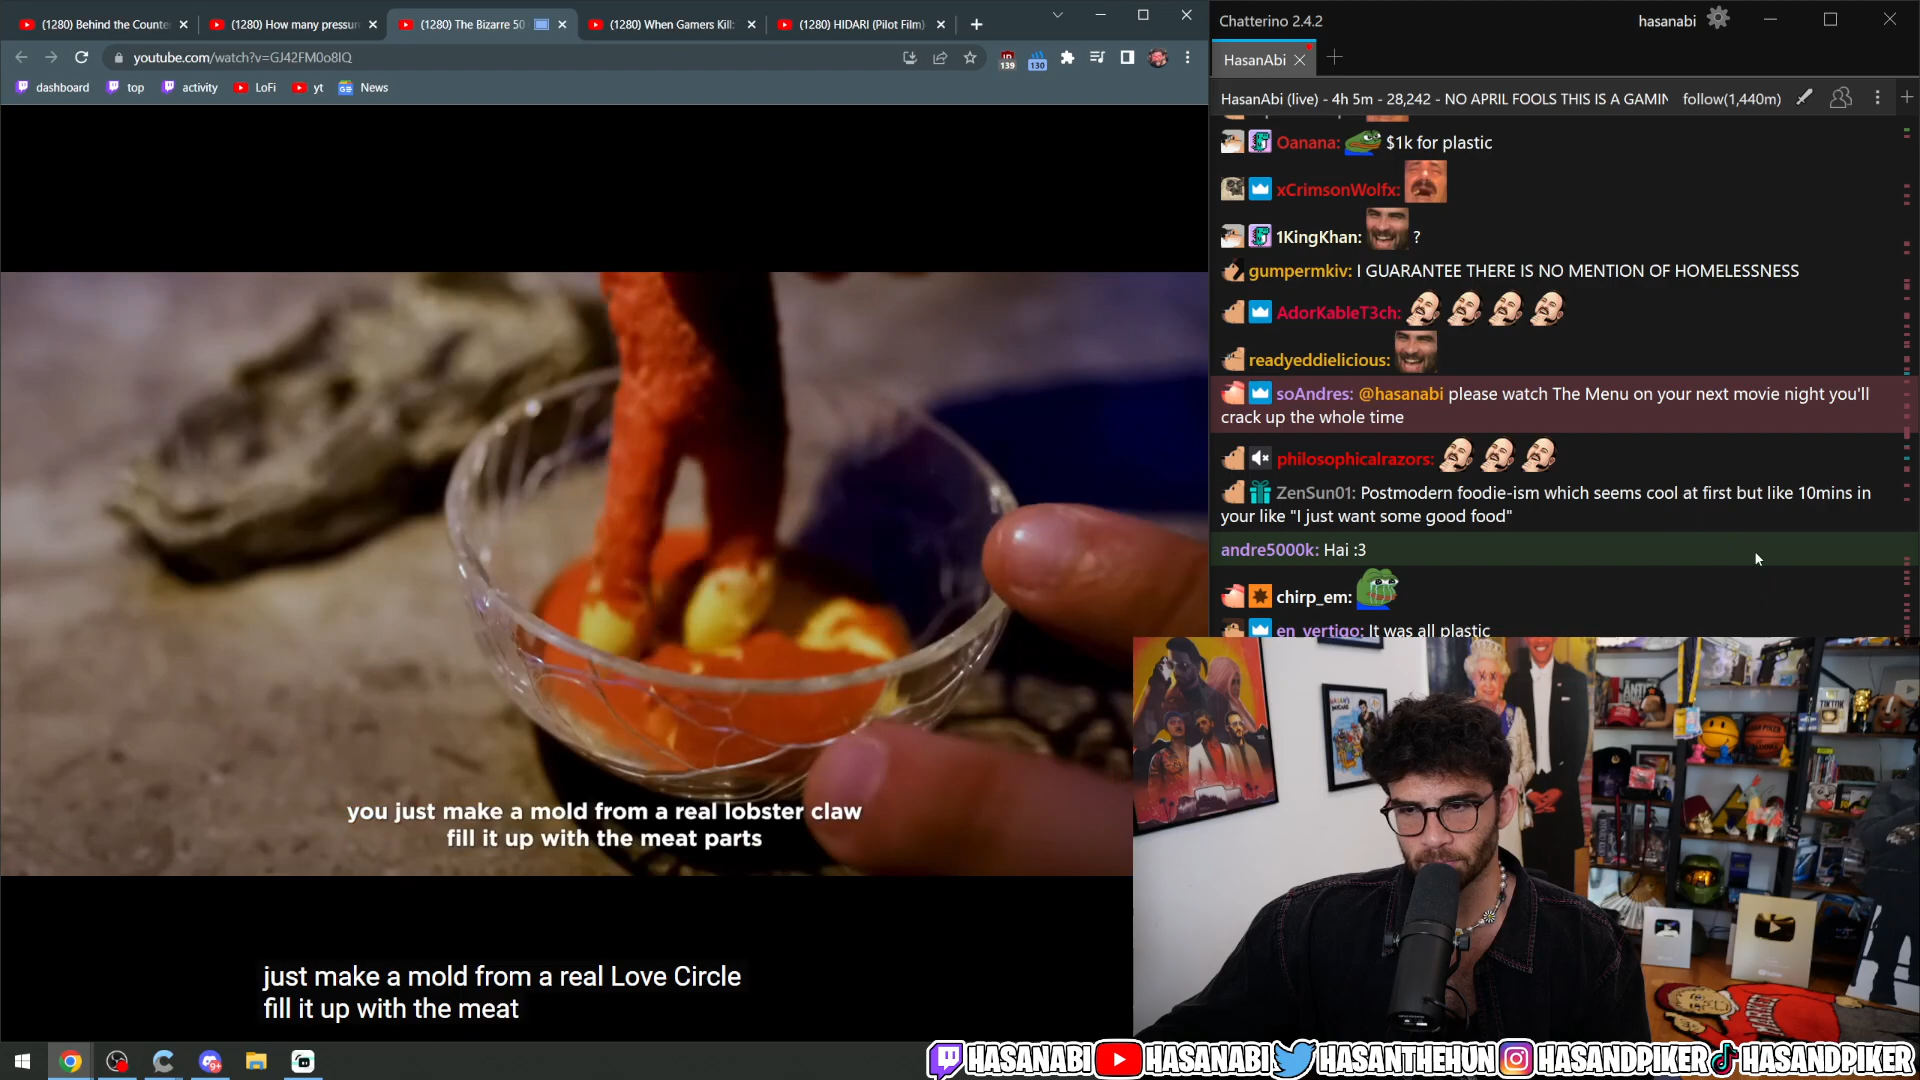 (1280) Behind the Counte
(1280) How many pressur
(1280) The Bizarre 50
(1280) When Gamers Kill:
(1280) HIDARI (Pilot Film)
youtube.com/watch?v=GJ42FM0o8IQ
139
130
dashboard
top
activity
LoFi
yt
News
you just make a mold from a real lobster claw
fill it up with the meat parts
just make a mold from a real Love Circle
fill it up with the meat
Chatterino 2.4.2
hasanabi
HasanAbi
HasanAbi (live) - 4h 5m - 28,242 - NO APRIL FOOLS THIS IS A GAMIN
follow(1,440m)
Oanana: $1k for plastic
xCrimsonWolfx:
1KingKhan: ?
gumpermkiv: I GUARANTEE THERE IS NO MENTION OF HOMELESSNESS
AdorKableT3ch:
readyeddielicious:
soAndres: @hasanabi please watch The Menu on your next movie night you'll
crack up the whole time
philosophicalrazors:
ZenSun01: Postmodern foodie-ism which seems cool at first but like 10mins in
your like "I just want some good food"
andre5000k: Hai :3
chirp_em:
en_vertigo: It was all plastic
TIKTOK
HASANABI
HASANABI
HASANTHEHUN
HASANDPIKER
HASANDPIKER